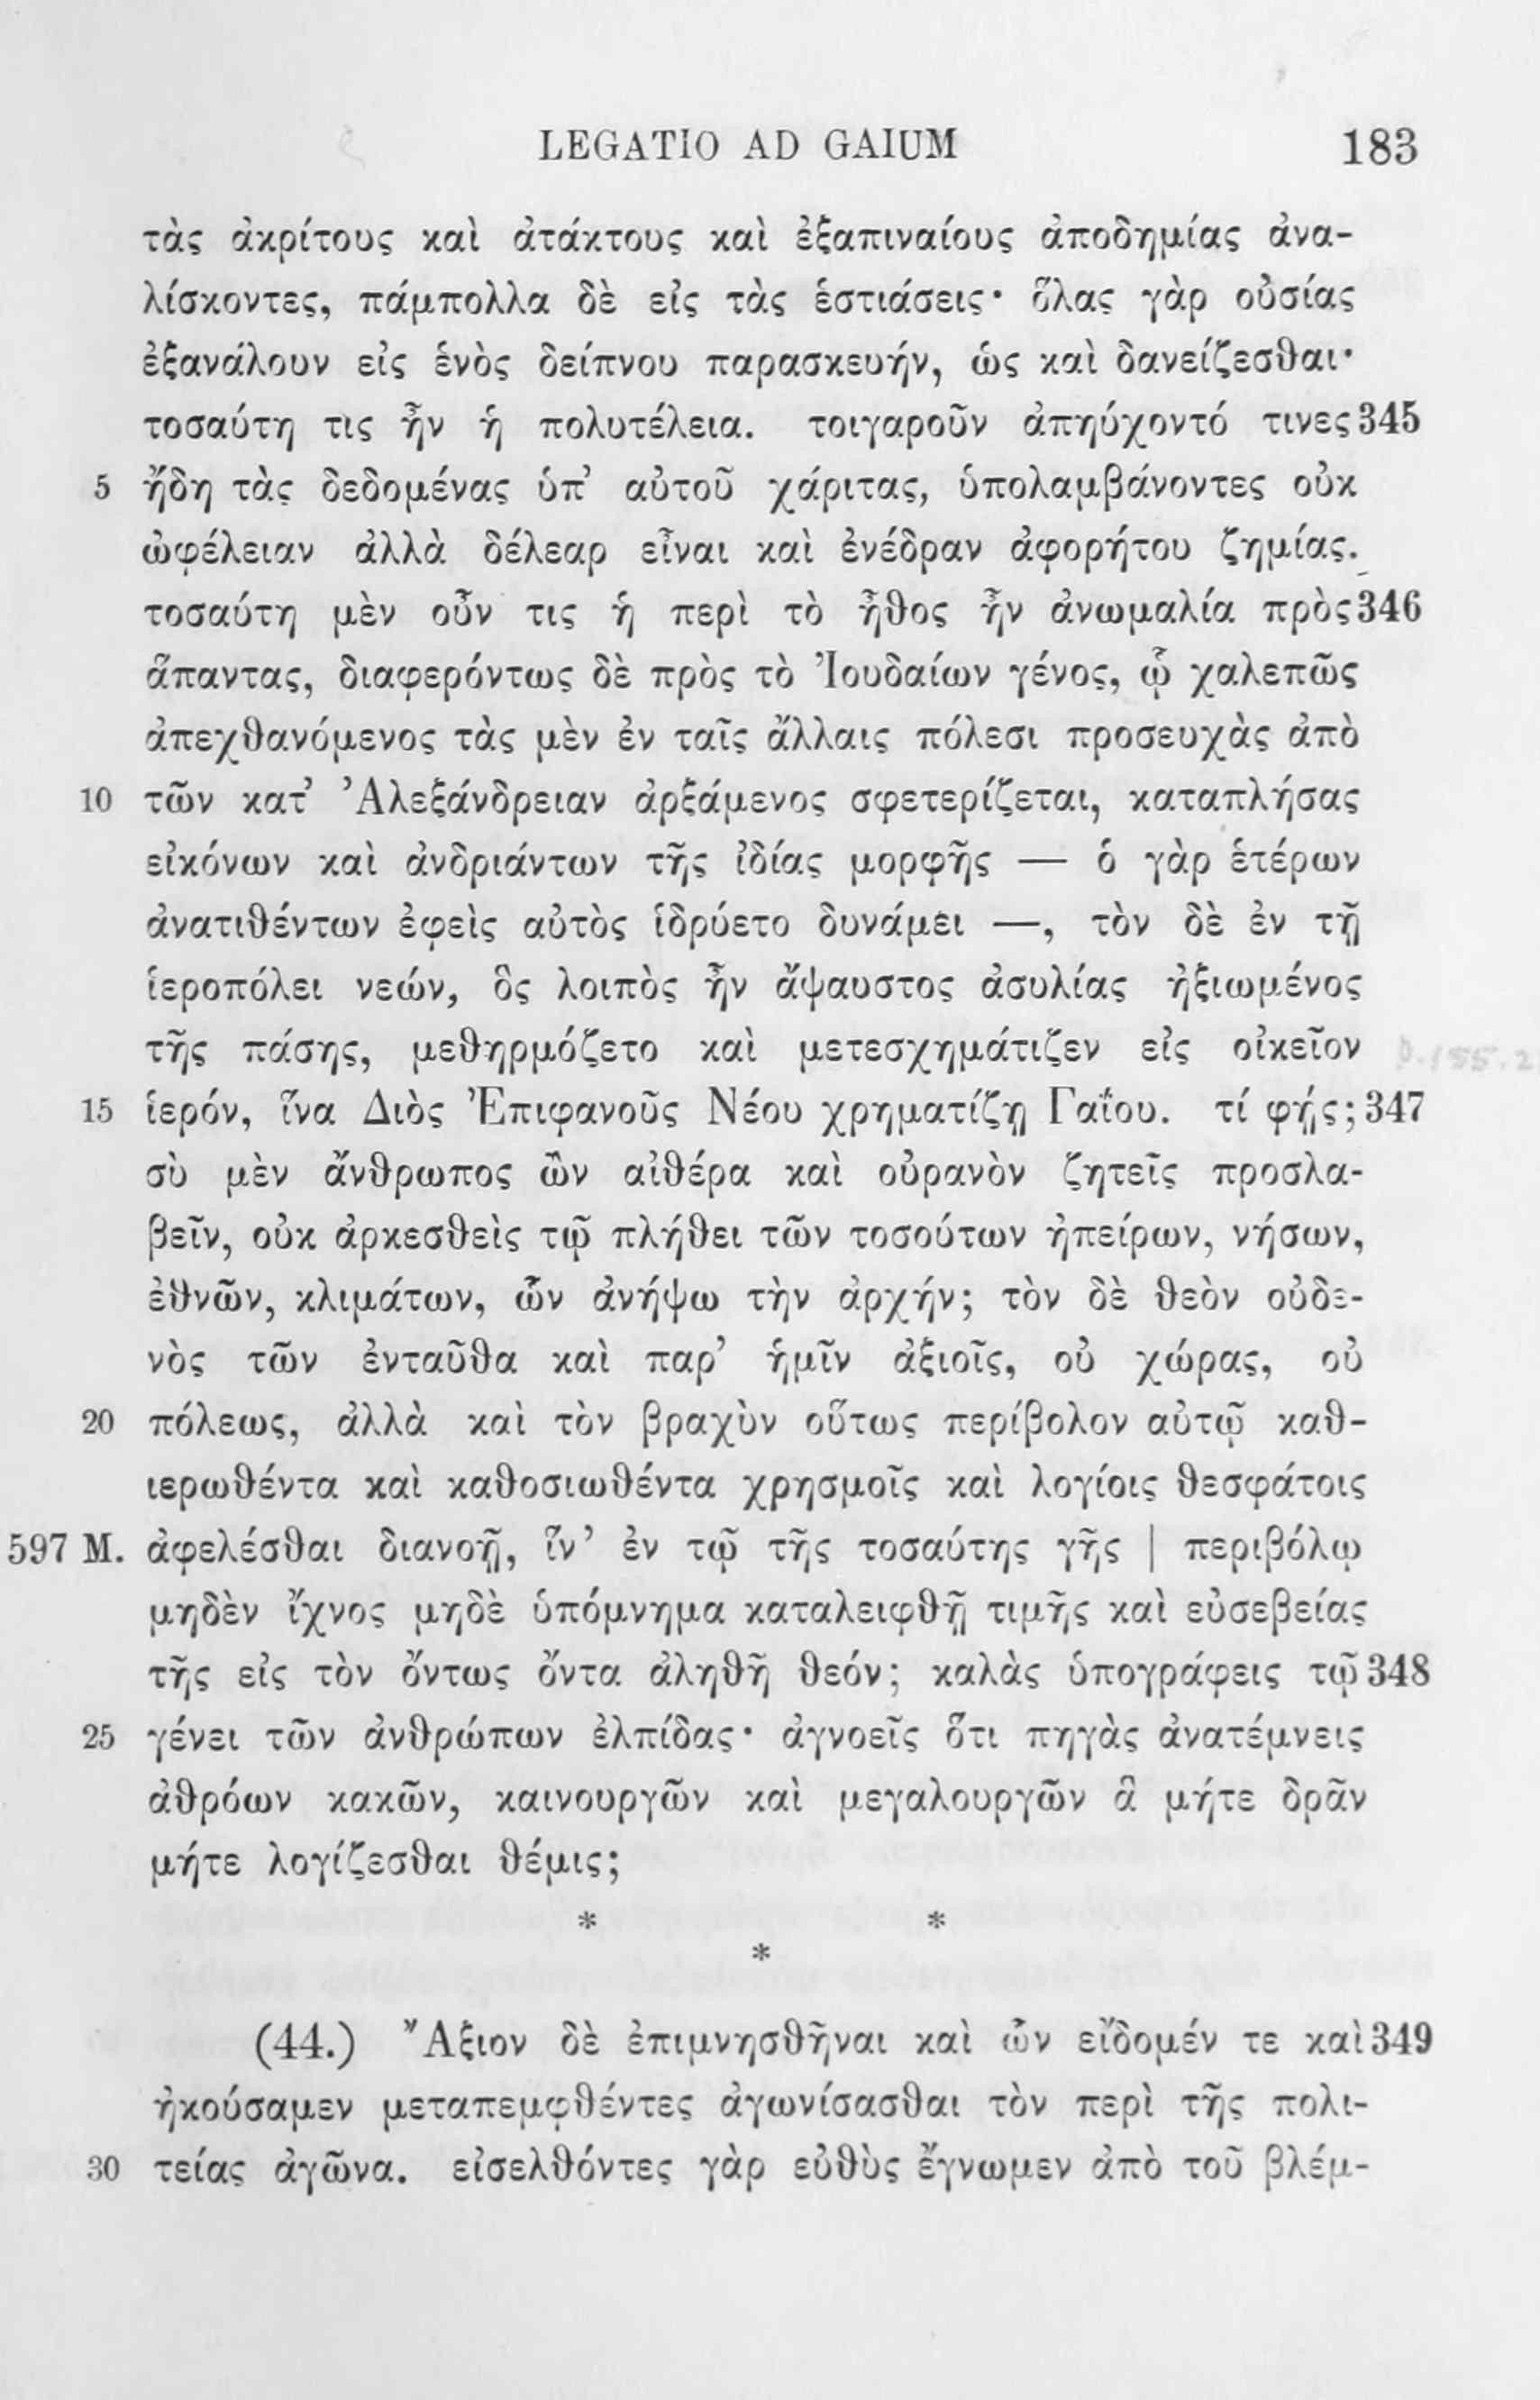 LEGATIO AD GAIUM 183
τὰς ἀκρίτους καὶ ἀτάκτους καὶ ἐξαπιναίους ἀποδημίας ἀνα-
λίσκοντες, πάμπολλα δὲ εἰς τὰς ἑστιάσεις· ὅλας γὰρ οὐσίας
ἐξανάλουν εἰς ἑνὸς δείπνου παρασκευήν, ὡς καὶ δανείζεσθαι·
τοσαύτη τις ἦν ἡ πολυτέλεια. τοιγαροῦν ἀπηύχοντό τινες 345
5 ἤδη τὰς δεδομένας ὑπ’ αὐτοῦ χάριτας, ὑπολαμβάνοντες οὐκ
ὠφέλειαν ἀλλὰ δέλεαρ εἶναι καὶ ἐνέδραν ἀφορήτου ζημίας.
τοσαύτη μὲν οὖν τις ἡ περὶ τὸ ἦθος ἦν ἀνωμαλία πρὸς 346
ἅπαντας, διαφερόντως δὲ πρὸς τὸ Ἰουδαίων γένος, ᾧ χαλεπῶς
ἀπεχθανόμενος τὰς μὲν ἐν ταῖς ἄλλαις πόλεσι προσευχὰς ἀπὸ
10 τῶν κατ’ Ἀλεξάνδρειαν ἀρξάμενος σφετερίζεται, καταπλήσας
εἰκόνων καὶ ἀνδριάντων τῆς ἰδίας μορφῆς — ὁ γὰρ ἑτέρων
ἀνατιθέντων ἐφεὶς αὐτὸς ἱδρύετο δυνάμει —, τὸν δὲ ἐν τῇ
ἱεροπόλει νεών, ὃς λοιπὸς ἦν ἄψαυστος ἀσυλίας ἠξιωμένος
τῆς πάσης, μεθηρμόζετο καὶ μετεσχημάτιζεν εἰς οἰκεῖον p.155.2
15 ἱερόν, ἵνα Διὸς Ἐπιφανοῦς Νέου χρηματίζῃ Γαΐου. τί φῄς; 347
σὺ μὲν ἄνθρωπος ὢν αἰθέρα καὶ οὐρανὸν ζητεῖς προσλα-
βεῖν, οὐκ ἀρκεσθεὶς τῷ πλήθει τῶν τοσούτων ἠπείρων, νήσων,
ἐθνῶν, κλιμάτων, ὧν ἀνήψω τὴν ἀρχήν; τὸν δὲ θεὸν οὐδε-
νὸς τῶν ἐνταῦθα καὶ παρ’ ἡμῖν ἀξιοῖς, οὐ χώρας, οὐ
20 πόλεως, ἀλλὰ καὶ τὸν βραχὺν οὕτως περίβολον αὐτῷ καθ-
ιερωθέντα καὶ καθοσιωθέντα χρησμοῖς καὶ λογίοις θεσφάτοις
597 M. ἀφελέσθαι διανοῇ, ἵν’ ἐν τῷ τῆς τοσαύτης γῆς | περιβόλῳ
μηδὲν ἴχνος μηδὲ ὑπόμνημα καταλειφθῇ τιμῆς καὶ εὐσεβείας
τῆς εἰς τὸν ὄντως ὄντα ἀληθῆ θεόν; καλὰς ὑπογράφεις τῷ 348
25 γένει τῶν ἀνθρώπων ἐλπίδας· ἀγνοεῖς ὅτι πηγὰς ἀνατέμνεις
ἀθρόων κακῶν, καινουργῶν καὶ μεγαλουργῶν ἃ μήτε δρᾶν
μήτε λογίζεσθαι θέμις;
* *
*
(44.) Ἄξιον δὲ ἐπιμνησθῆναι καὶ ὧν εἴδομέν τε καὶ 349
ἠκούσαμεν μεταπεμφθέντες ἀγωνίσασθαι τὸν περὶ τῆς πολι-
30 τείας ἀγῶνα. εἰσελθόντες γὰρ εὐθὺς ἔγνωμεν ἀπὸ τοῦ βλέμ-